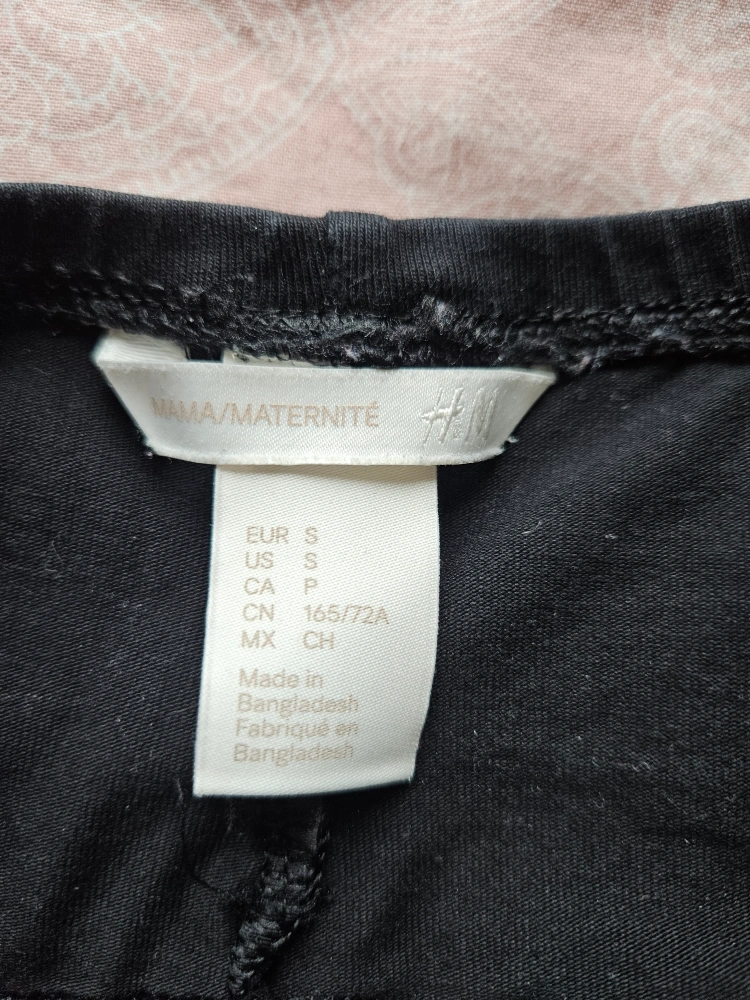 MAMA/MATERNITÉ H&M
EUR S
US S
CA P
CN 165/72A
MX CH
Made in
Bangladesh
Fabriqué en
Bangladesh